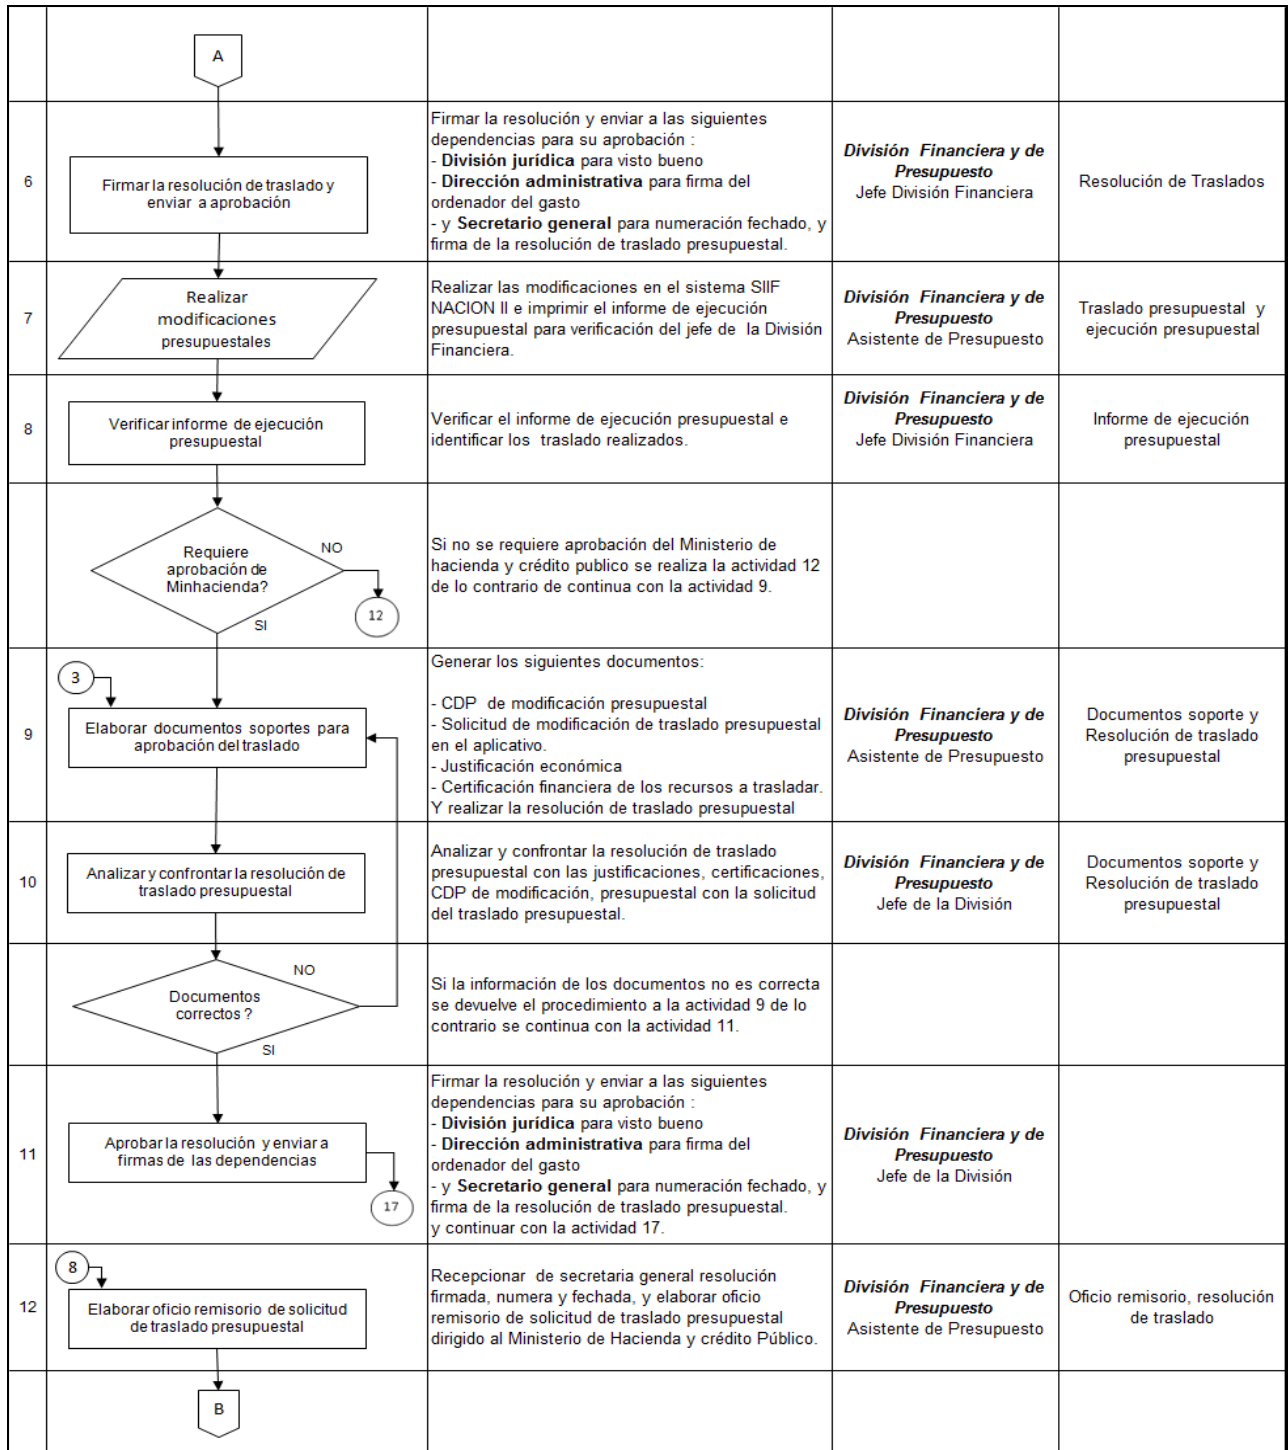 A
6
Firmar la resolución de traslado y
enviar a aprobación
Firmar la resolución y enviar a las siguientes
dependencias para su aprobación :
- División jurídica para visto bueno
- Dirección administrativa para firma del
ordenador del gasto
- y Secretario general para numeración fechado, y
firma de la resolución de traslado presupuestal.
División Financiera y de
Presupuesto
Jefe División Financiera
Resolución de Traslados
7
Realizar
modificaciones
presupuestales
Realizar las modificaciones en el sistema SIIF
NACION II e imprimir el informe de ejecución
presupuestal para verificación del jefe de la División
Financiera.
División Financiera y de
Presupuesto
Asistente de Presupuesto
Traslado presupuestal y
ejecución presupuestal
8
Verificar informe de ejecución
presupuestal
Verificar el informe de ejecución presupuestal e
identificar los traslado realizados.
División Financiera y de
Presupuesto
Jefe División Financiera
Informe de ejecución
presupuestal
Requiere
aprobación de
Minhacienda?
NO
12
SI
Si no se requiere aprobación del Ministerio de
hacienda y crédito publico se realiza la actividad 12
de lo contrario de continua con la actividad 9.
3
9
Elaborar documentos soportes para
aprobación del traslado
Generar los siguientes documentos:
- CDP de modificación presupuestal
- Solicitud de modificación de traslado presupuestal
en el aplicativo.
- Justificación económica
- Certificación financiera de los recursos a trasladar.
Y realizar la resolución de traslado presupuestal
División Financiera y de
Presupuesto
Asistente de Presupuesto
Documentos soporte y
Resolución de traslado
presupuestal
10
Analizar y confrontar la resolución de
traslado presupuestal
Analizar y confrontar la resolución de traslado
presupuestal con las justificaciones, certificaciones,
CDP de modificación, presupuestal con la solicitud
del traslado presupuestal.
División Financiera y de
Presupuesto
Jefe de la División
Documentos soporte y
Resolución de traslado
presupuestal
Documentos
correctos ?
NO
SI
Si la información de los documentos no es correcta
se devuelve el procedimiento a la actividad 9 de lo
contrario se continua con la actividad 11.
11
Aprobar la resolución y enviar a
firmas de las dependencias
17
Firmar la resolución y enviar a las siguientes
dependencias para su aprobación :
- División jurídica para visto bueno
- Dirección administrativa para firma del
ordenador del gasto
- y Secretario general para numeración fechado, y
firma de la resolución de traslado presupuestal.
y continuar con la actividad 17.
División Financiera y de
Presupuesto
Jefe de la División
8
12
Elaborar oficio remisorio de solicitud
de traslado presupuestal
Recepcionar de secretaria general resolución
firmada, numera y fechada, y elaborar oficio
remisorio de solicitud de traslado presupuestal
dirigido al Ministerio de Hacienda y crédito Público.
División Financiera y de
Presupuesto
Asistente de Presupuesto
Oficio remisorio, resolución
de traslado
B